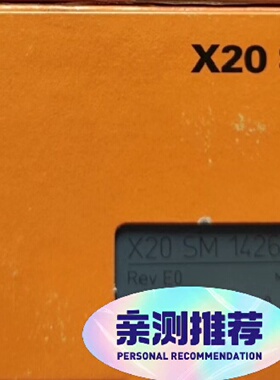 X20
X20 SM 1426
Rev.E0
亲测推荐
PERSONAL RECOMMENDATION